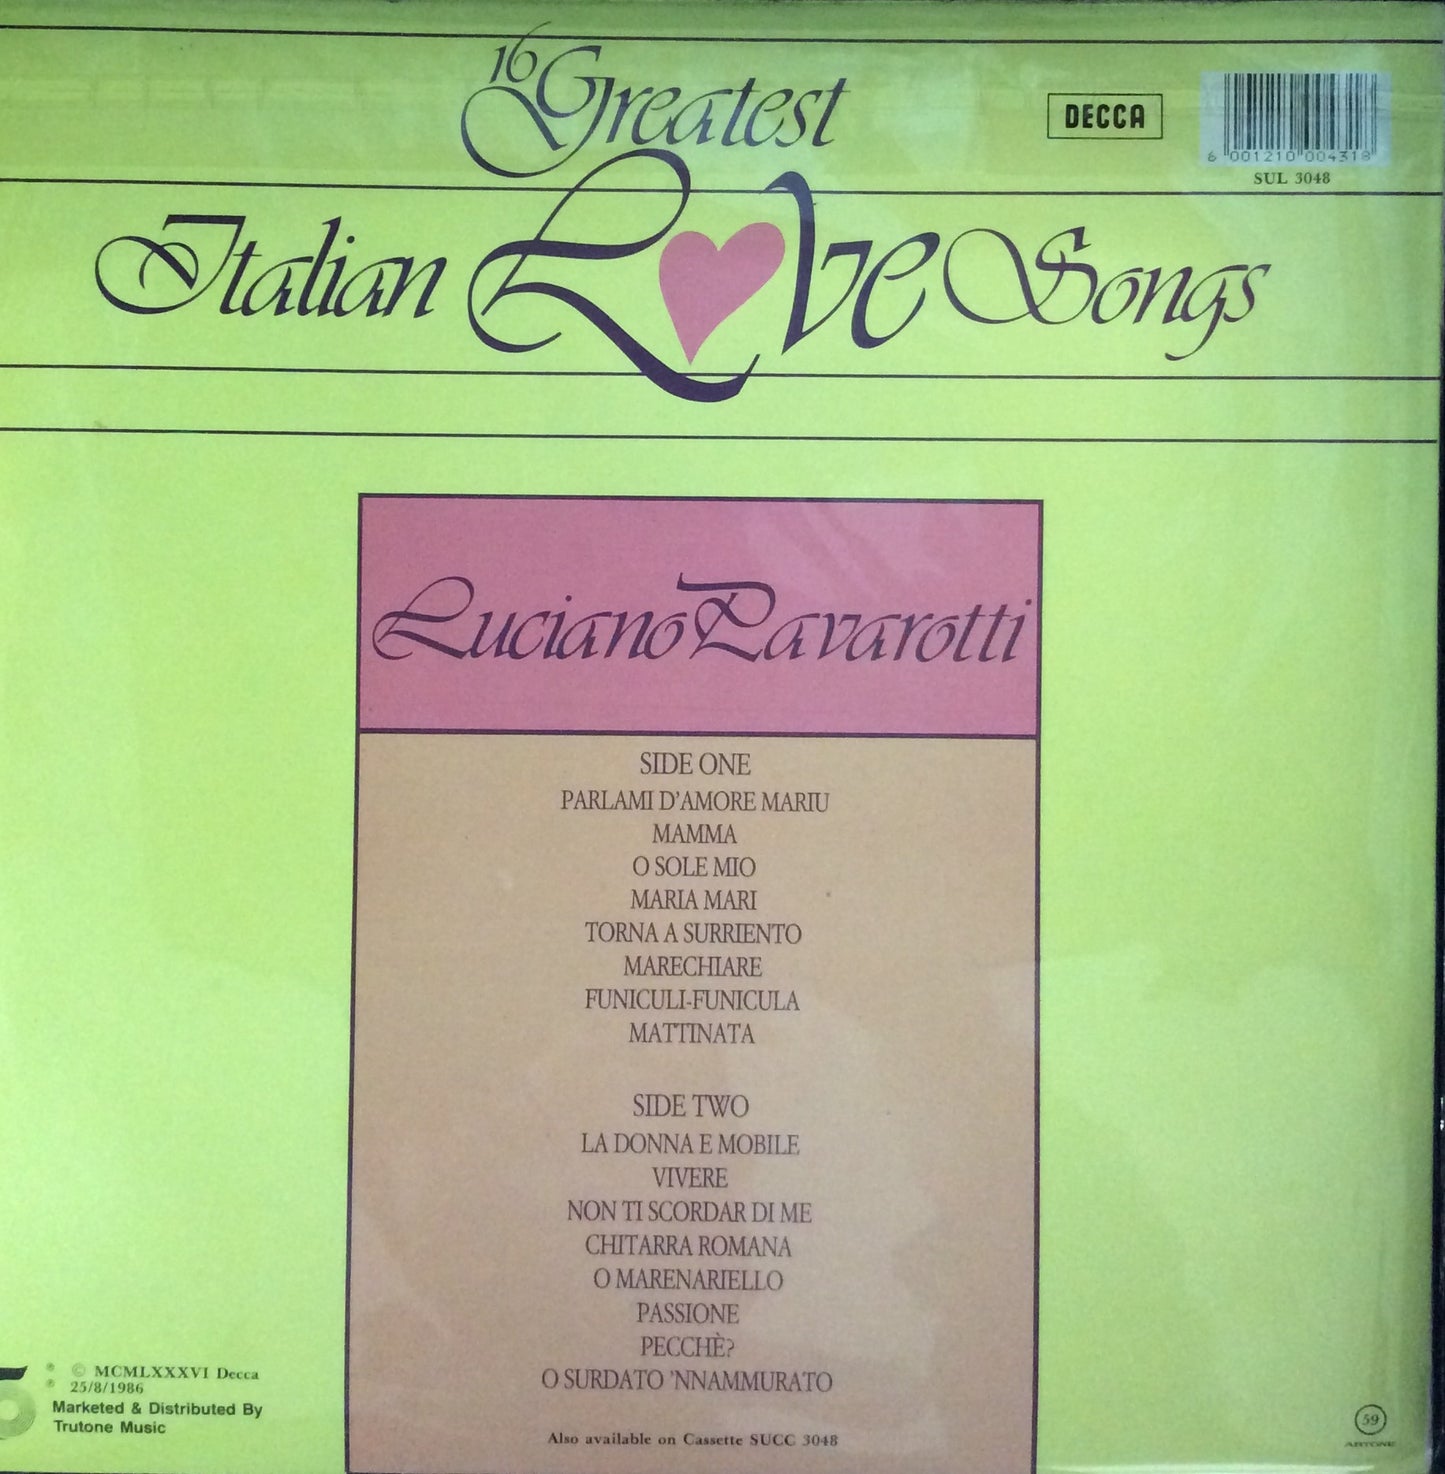 16 Greatest
DECCA
6 001210 004318
SUL 3048
Italian Love Songs
Luciano Pavarotti
SIDE ONE
PARLAMI D'AMORE MARIU
MAMMA
O SOLE MIO
MARIA MARI
TORNA A SURRIENTO
MARECHIARE
FUNICULI-FUNICULA
MATTINATA
SIDE TWO
LA DONNA E MOBILE
VIVERE
NON TI SCORDAR DI ME
CHITARRA ROMANA
O MARENARIELLO
PASSIONE
PECCHÈ?
O SURDATO 'NNAMMURATO
Also available on Cassette SUCC 3048
© MCMLXXXVI Decca
25/8/1986
Marketed & Distributed By
Trutone Music
59
ARTONE